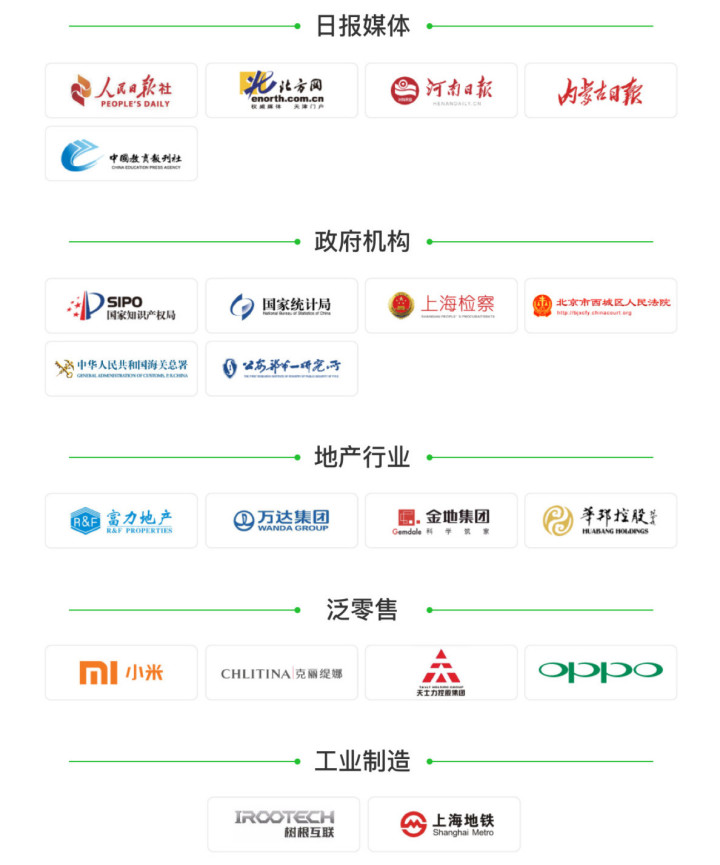 日报媒体
人民日报社
PEOPLE'S DAILY
北方网
enorth.com.cn
权威媒体 天津门户
河南日报
HENANDAILY.CN
内蒙古日报
中国教育报刊社
CHINA EDUCATION PRESS AGENCY
政府机构
SIPO
国家知识产权局
国家统计局
National Bureau of Statistics of China
上海检察
SHANGHAI PEOPLE'S PROCURATORATE
北京市西城区人民法院
http://bjxcfy.chinacourt.org
中华人民共和国海关总署
GENERAL ADMINISTRATION OF CUSTOMS, P.R.CHINA
公安部第一研究所
地产行业
R&F
富力地产
R&F PROPERTIES
万达集团
WANDA GROUP
金地集团
Gemdale 科学筑家
华邦控股
HUABANG HOLDINGS
泛零售
mi 小米
CHLITINA 克丽缇娜
TASLY HOLDING GROUP
天士力控股集团
oppo
工业制造
IROOTECH
树根互联
上海地铁
Shanghai Metro